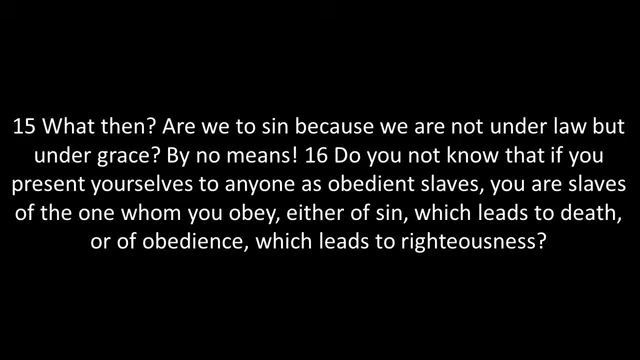 15 What then? Are we to sin because we are not under law but
under grace? By no means! 16 Do you not know that if you
present yourselves to anyone as obedient slaves, you are slaves
of the one whom you obey, either of sin, which leads to death,
or of obedience, which leads to righteousness?